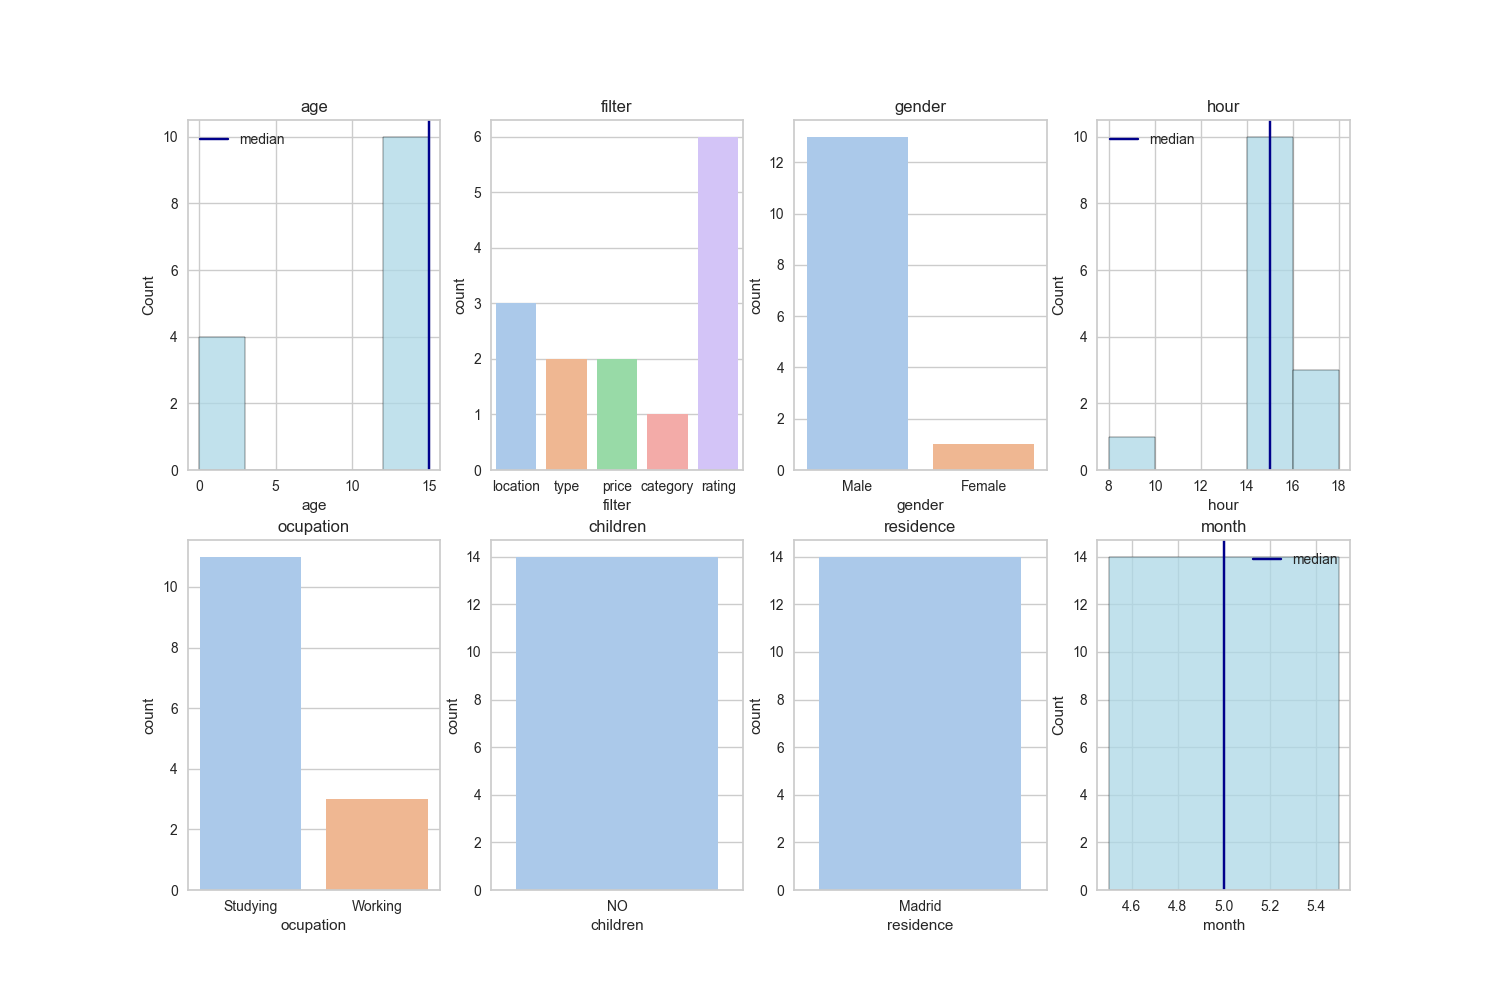 age
10
8
6
4
2
0
Count
median
0 5 10 15
age
filter
6
5
4
3
2
1
0
count
location type price category rating
filter
gender
12
10
8
6
4
2
0
count
Male Female
gender
hour
10
8
6
4
2
0
Count
median
8 10 12 14 16 18
hour
ocupation
10
8
6
4
2
0
count
Studying Working
ocupation
children
14
12
10
8
6
4
2
0
count
NO
children
residence
14
12
10
8
6
4
2
0
count
Madrid
residence
month
14
12
10
8
6
4
2
0
Count
median
4.6 4.8 5.0 5.2 5.4
month